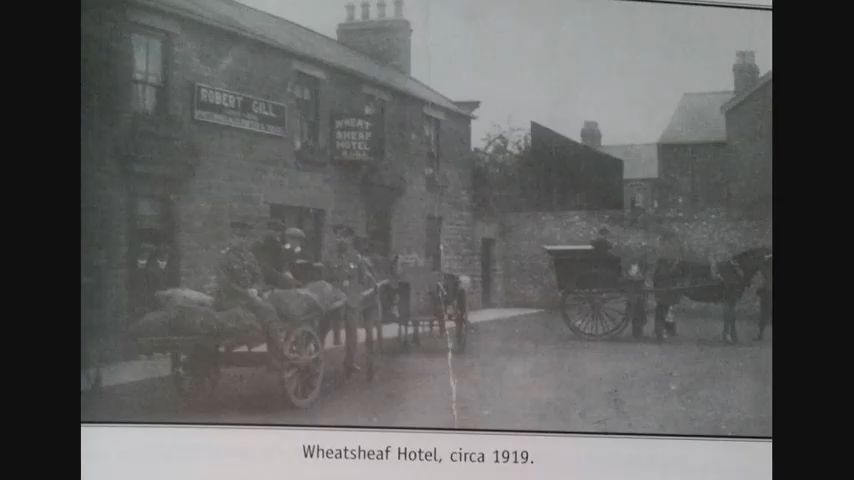 ROBERT GILL
WHEAT
SHEAF
HOTEL
Wheatsheaf Hotel, circa 1919.